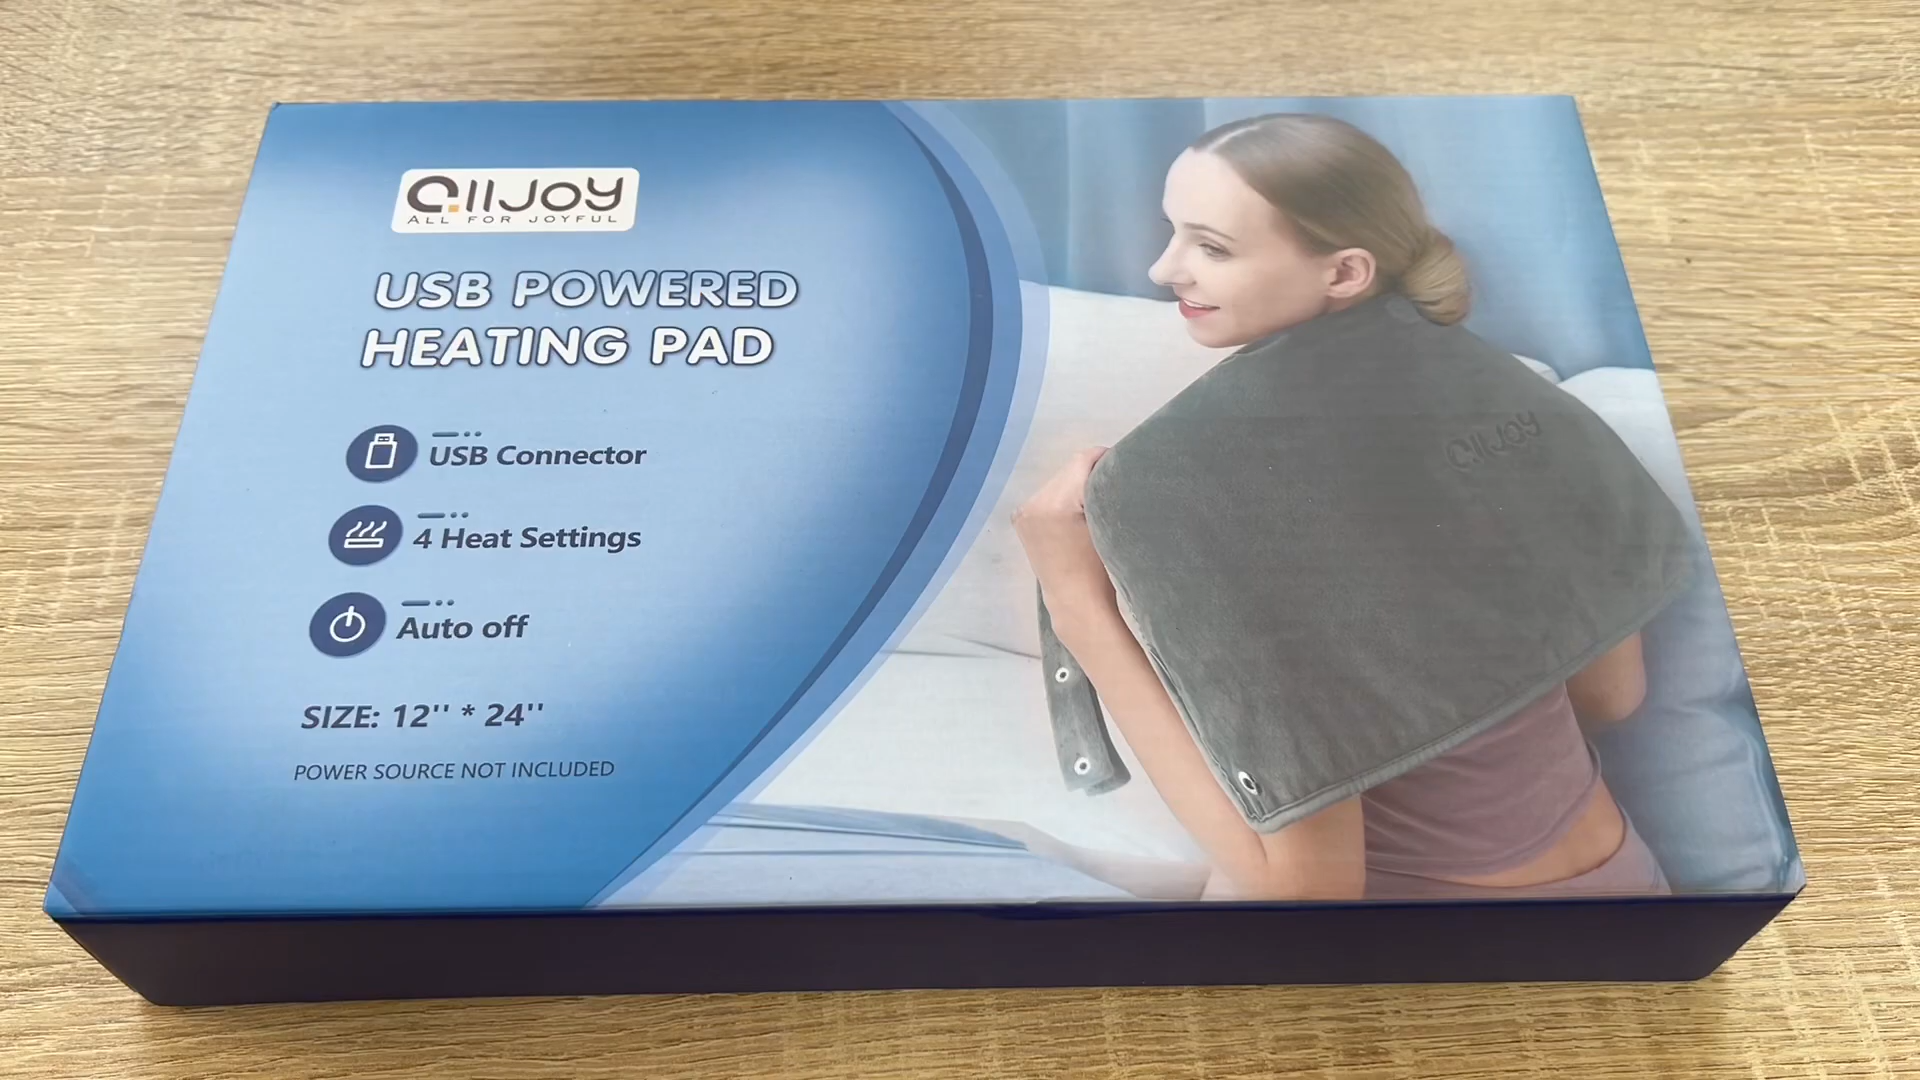 AllJOY
ALL FOR JOYFUL
USB POWERED
HEATING PAD
USB Connector
4 Heat Settings
Auto off
SIZE: 12'' * 24''
POWER SOURCE NOT INCLUDED
AllJOY